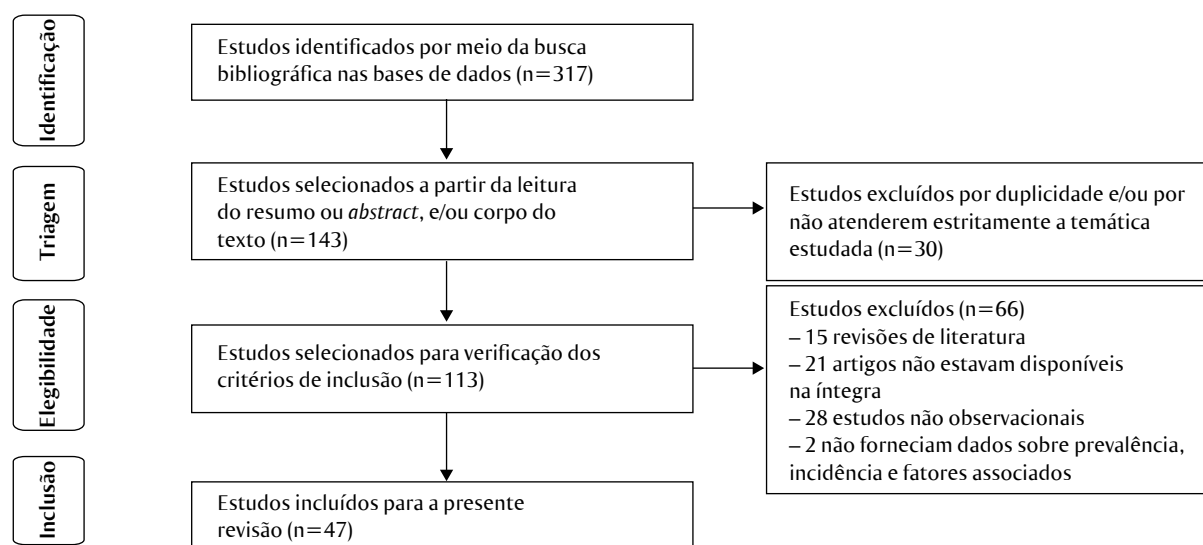 Identificação
Estudos identificados por meio da busca
bibliográfica nas bases de dados (n=317)
Triagem
Estudos selecionados a partir da leitura
do resumo ou abstract, e/ou corpo do
texto (n=143)
Estudos excluídos por duplicidade e/ou por
não atenderem estritamente a temática
estudada (n=30)
Elegibilidade
Estudos selecionados para verificação dos
critérios de inclusão (n=113)
Estudos excluídos (n=66)
– 15 revisões de literatura
– 21 artigos não estavam disponíveis
na íntegra
– 28 estudos não observacionais
– 2 não forneciam dados sobre prevalência,
incidência e fatores associados
Inclusão
Estudos incluídos para a presente
revisão (n=47)